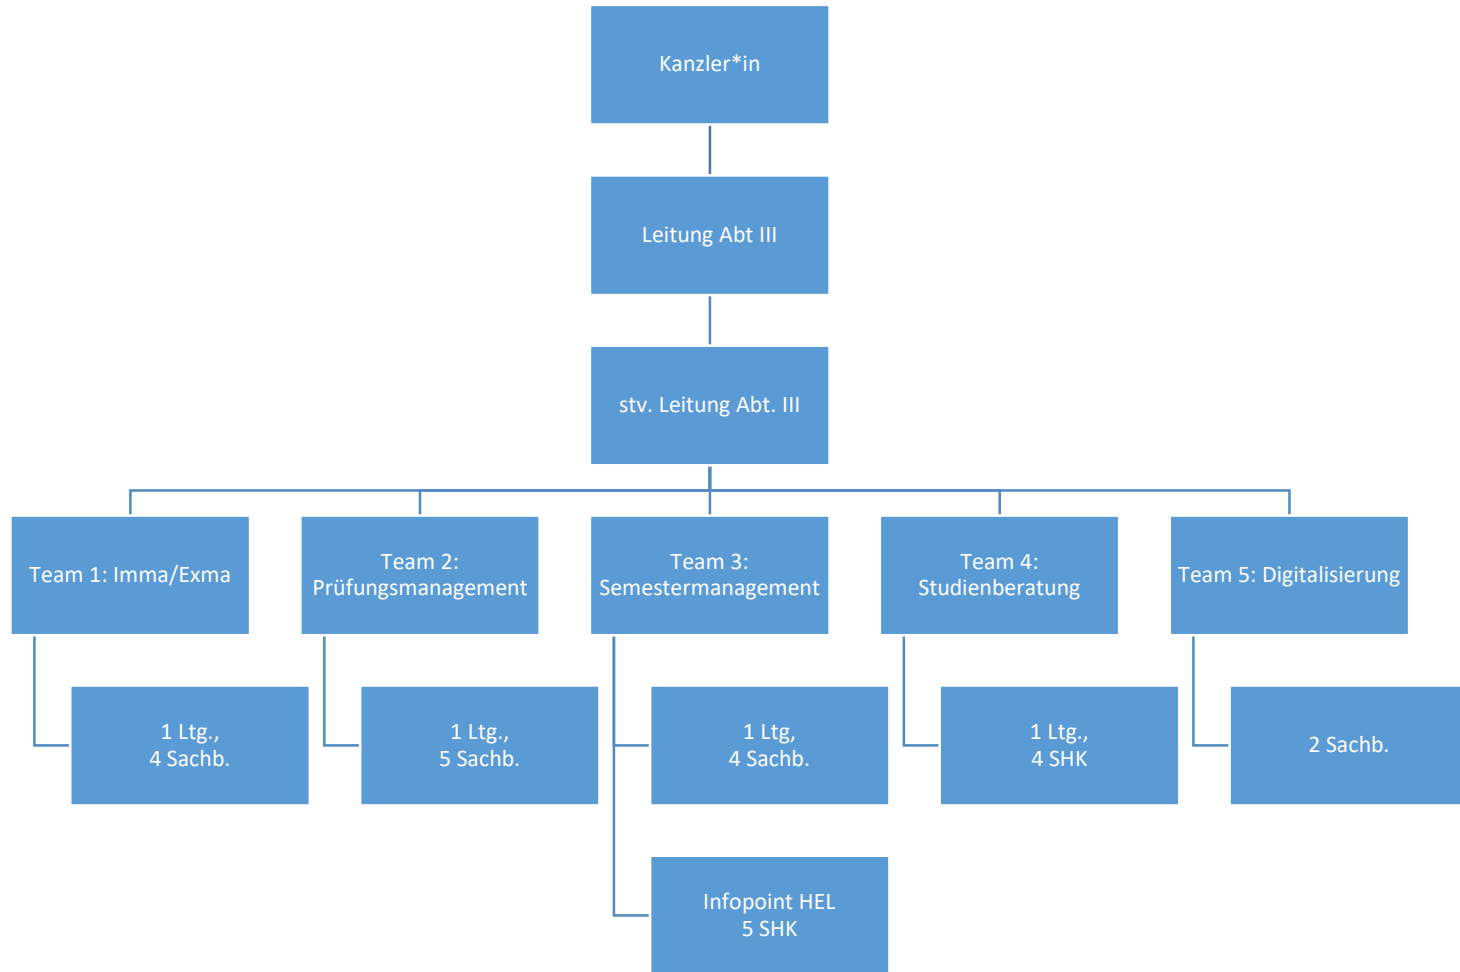 Kanzler*in
Leitung Abt III
stv. Leitung Abt. III
Team 1: Imma/Exma
Team 2:
Prüfungsmanagement
Team 3:
Semestermanagement
Team 4:
Studienberatung
Team 5: Digitalisierung
1 Ltg.,
4 Sachb.
1 Ltg.,
5 Sachb.
1 Ltg,
4 Sachb.
1 Ltg.,
4 SHK
2 Sachb.
Infopoint HEL
5 SHK